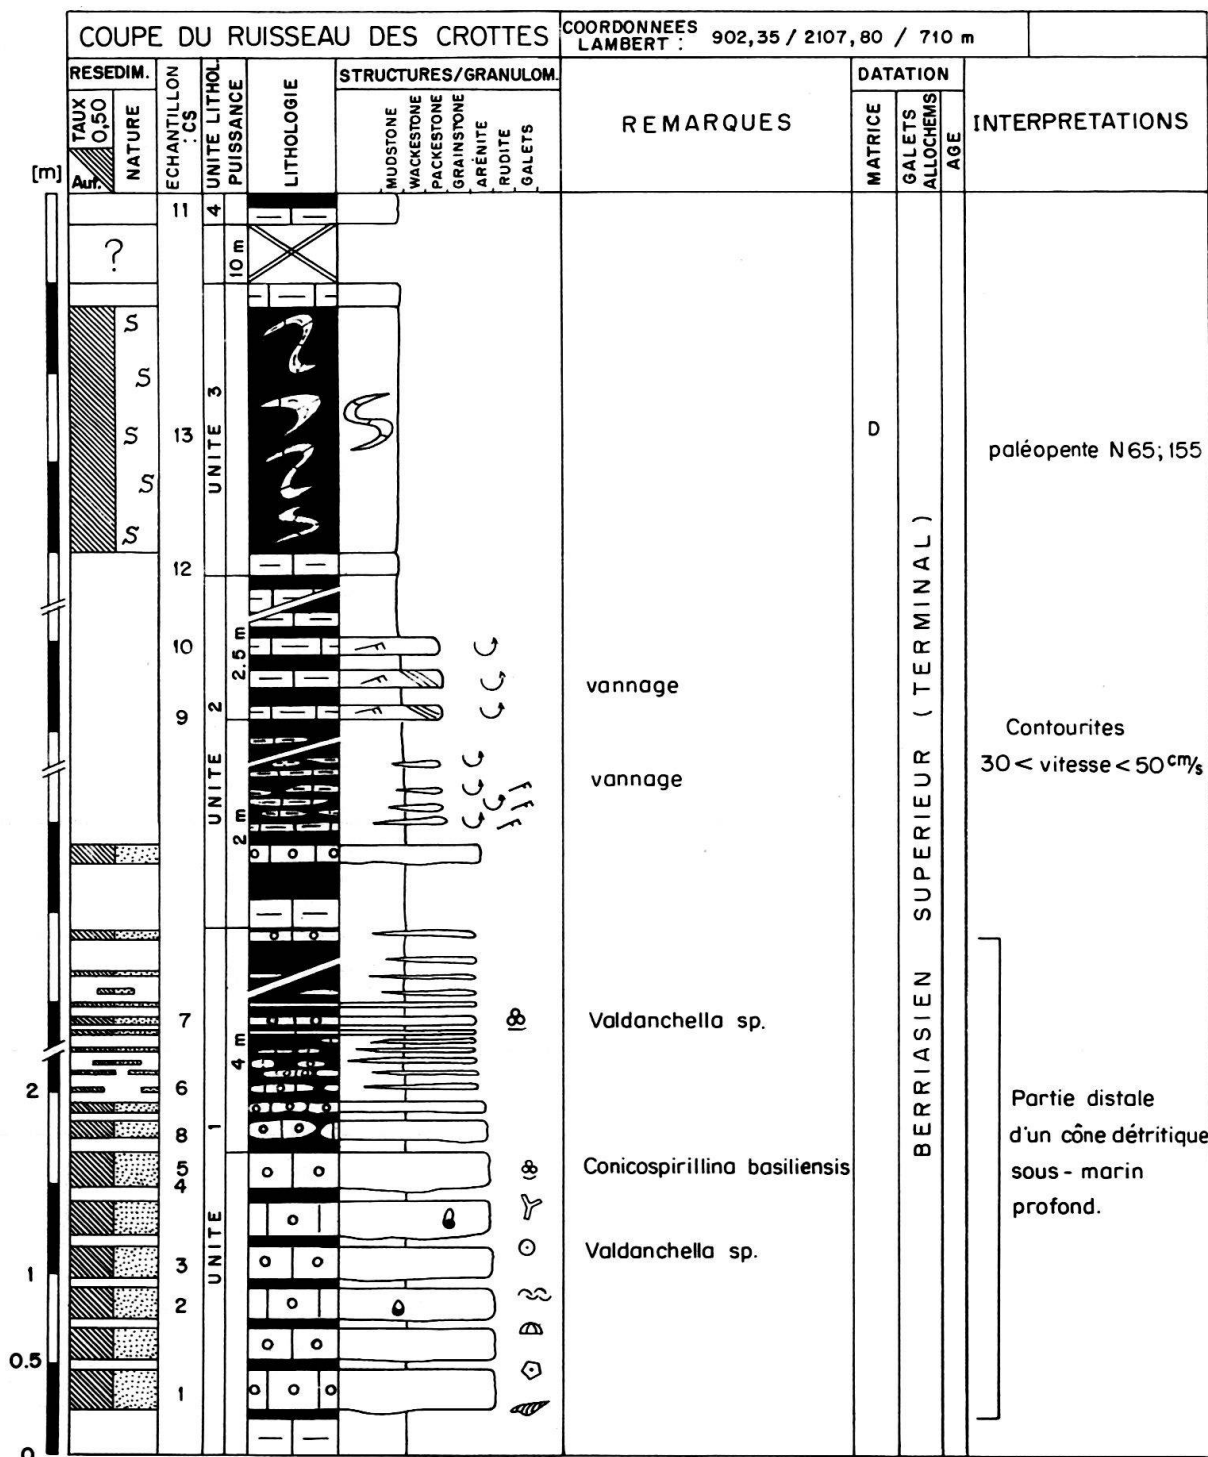 COUPE DU RUISSEAU DES CROTTES
COORDONNEES
LAMBERT : 902,35 / 2107,80 / 710 m
RESEDIM.
TAUX
0,50
Aut.
NATURE
ECHANTILLON
: CS
UNITE LITHOL.
PUISSANCE
LITHOLOGIE
STRUCTURES/GRANULOM.
MUDSTONE
WACKESTONE
PACKESTONE
GRAINSTONE
ARÉNITE
RUDITE
GALETS
REMARQUES
DATATION
MATRICE
GALETS
ALLOCHEMS
AGE
INTERPRETATIONS
[m]
11
4
?
10 m
UNITE 3
13
D
paléopente N65; 155
12
10
2.5 m
vannage
9
UNITE 2
Contourites
30 < vitesse < 50 cm/s
vannage
2 m
BERRIASIEN SUPERIEUR (TERMINAL)
7
Valdanchella sp.
4 m
2
6
Partie distale
d'un cône détritique
sous-marin
profond.
8
UNITE 1
5
Conicospirillina basiliensis
4
3
Valdanchella sp.
1
2
0.5
1
0